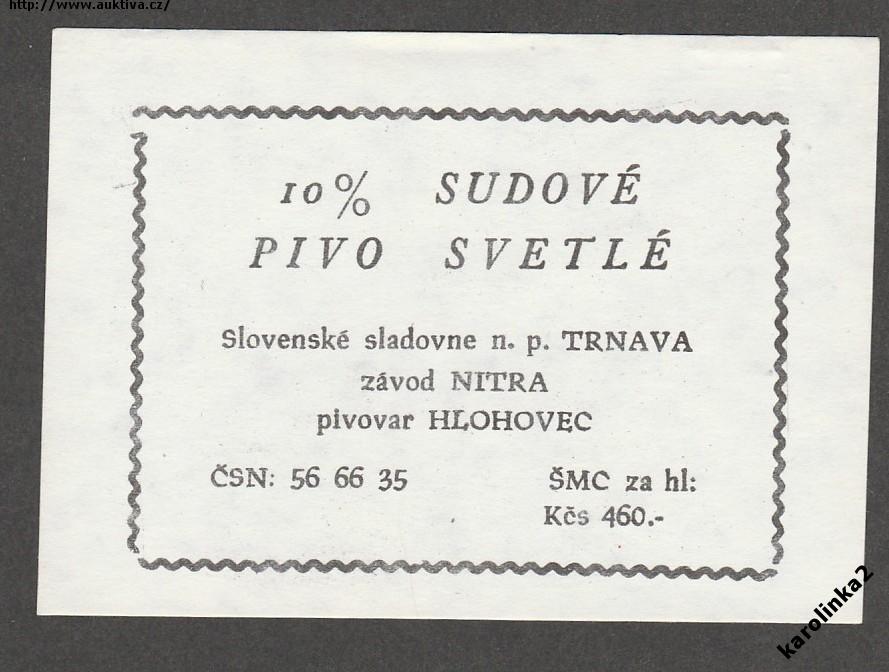 http://www.auktiva.cz/
10% SUDOVÉ
PIVO SVETLÉ
Slovenské sladovne n. p. TRNAVA
závod NITRA
pivovar HLOHOVEC
ČSN: 56 66 35
ŠMC za hl:
Kčs 460.-
karolinka2